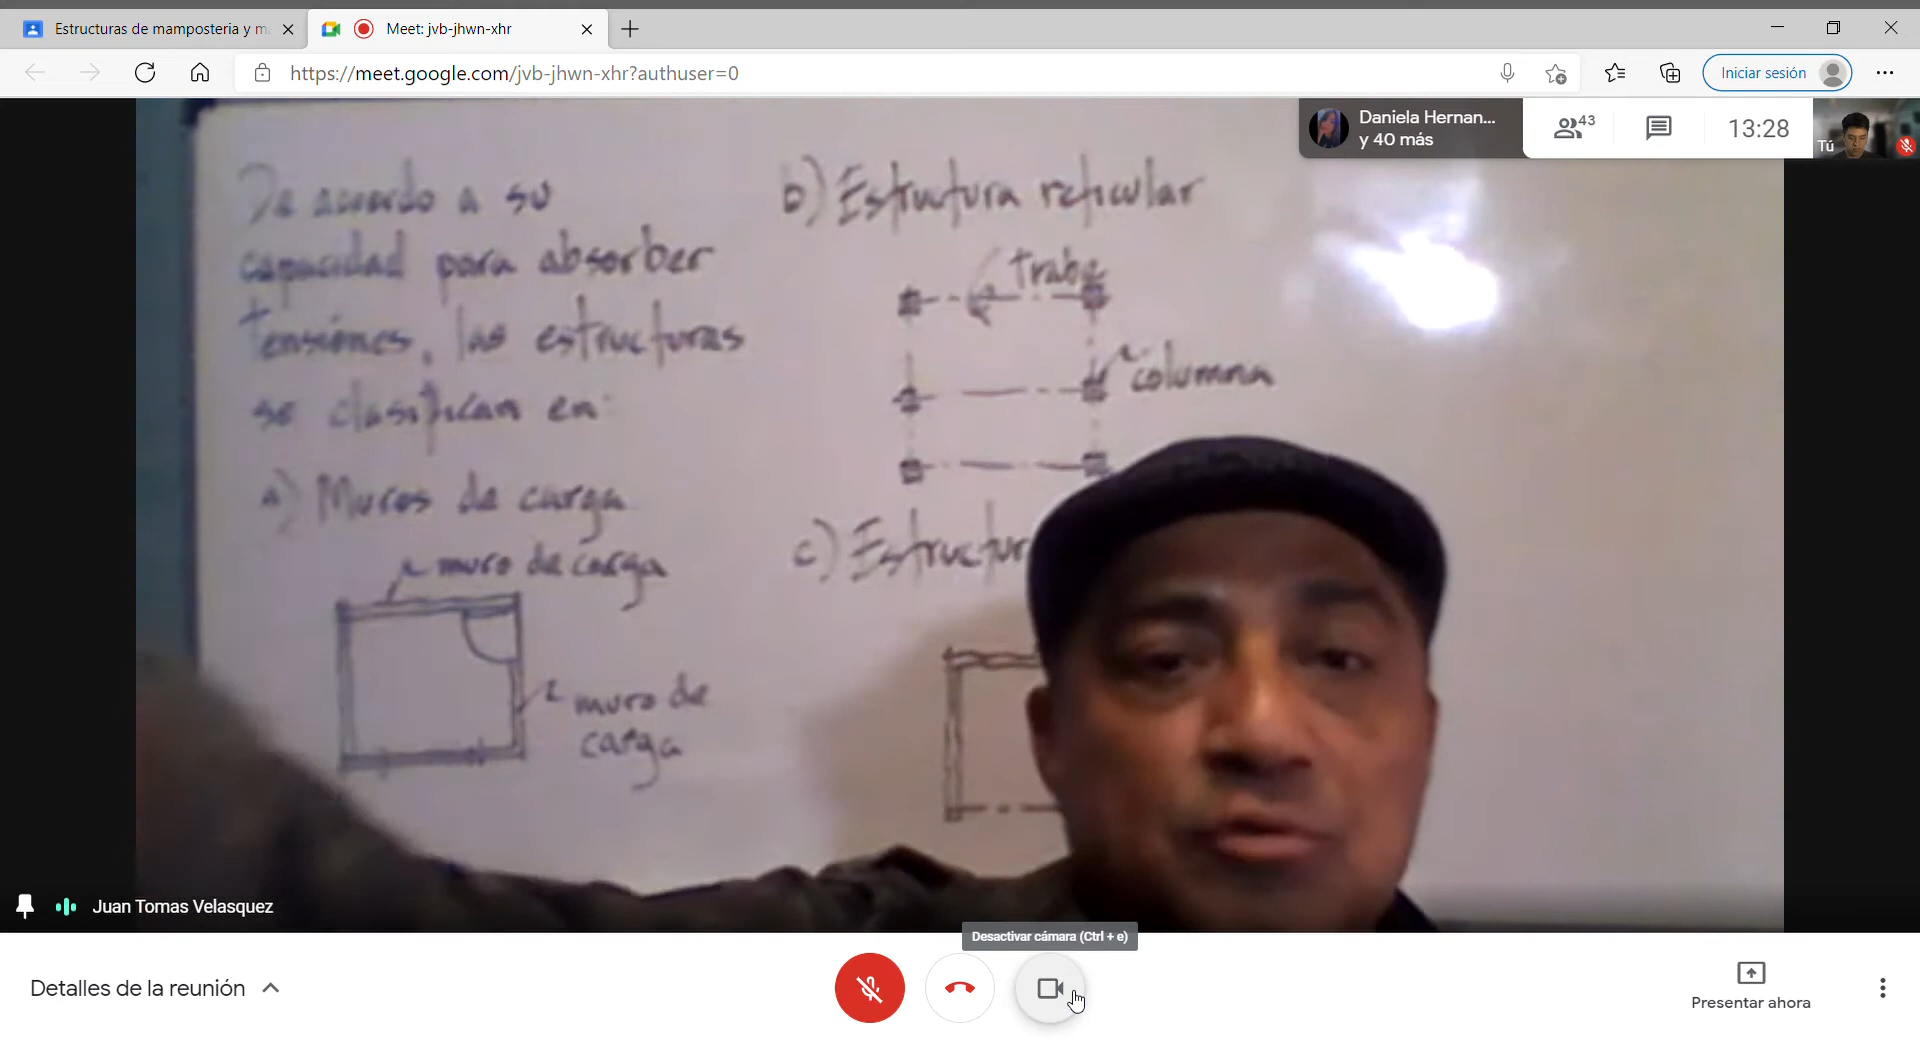 Estructuras de mamposteria y m
Meet: jvb-jhwn-xhr
https://meet.google.com/jvb-jhwn-xhr?authuser=0
Iniciar sesión
Daniela Hernan...
y 40 más
43
13:28
Tú
De acuerdo a su
capacidad para absorber
tensiones, las estructuras
se clasifican en:
a) Muros de carga
muro de carga
muro de
carga
b) Estructura reticular
trabe
columna
c) Estructur
Juan Tomas Velasquez
Desactivar cámara (Ctrl + e)
Detalles de la reunión
Presentar ahora